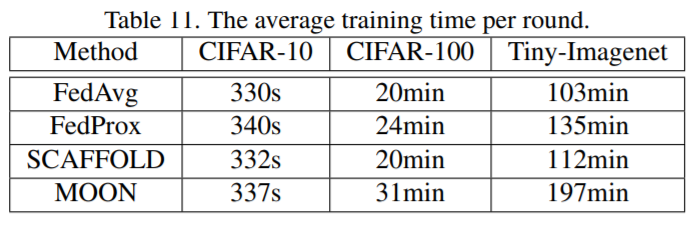 Table 11. The average training time per round.
Method CIFAR-10 CIFAR-100 Tiny-Imagenet
FedAvg 330s 20min 103min
FedProx 340s 24min 135min
SCAFFOLD 332s 20min 112min
MOON 337s 31min 197min